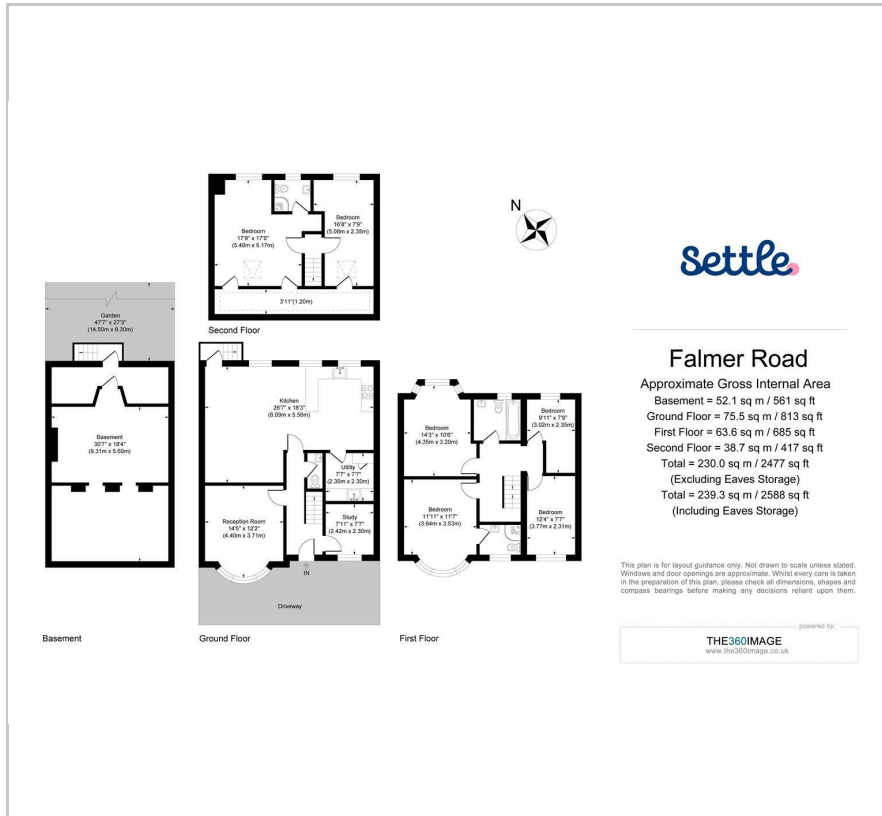 Bedroom
17'9" x 17'0"
(5.40m x 5.17m)
Bedroom
16'8" x 7'9"
(5.08m x 2.35m)
3'11"(1.20m)
Second Floor
N
Garden
47'7" x 27'3"
(14.50m x 8.30m)
Basement
30'7" x 18'4"
(9.31m x 5.60m)
Basement
Kitchen
26'7" x 18'3"
(8.09m x 5.56m)
Utility
7'7" x 7'7"
(2.30m x 2.30m)
Reception Room
14'5" x 12'2"
(4.40m x 3.71m)
Study
7'11" x 7'7"
(2.42m x 2.30m)
IN
Driveway
Ground Floor
Bedroom
14'3" x 10'6"
(4.35m x 3.20m)
Bedroom
9'11" x 7'9"
(3.02m x 2.35m)
Bedroom
11'11" x 11'7"
(3.64m x 3.53m)
Bedroom
12'4" x 7'7"
(3.77m x 2.31m)
First Floor
Settle
Falmer Road
Approximate Gross Internal Area
Basement = 52.1 sq m / 561 sq ft
Ground Floor = 75.5 sq m / 813 sq ft
First Floor = 63.6 sq m / 685 sq ft
Second Floor = 38.7 sq m / 417 sq ft
Total = 230.0 sq m / 2477 sq ft
(Excluding Eaves Storage)
Total = 239.3 sq m / 2588 sq ft
(Including Eaves Storage)
This plan is for layout guidance only. Not drawn to scale unless stated.
Windows and door openings are approximate. Whilst every care is taken
in the preparation of this plan, please check all dimensions, shapes and
compass bearings before making any decisions reliant upon them.
powered by:
THE360IMAGE
www.the360image.co.uk